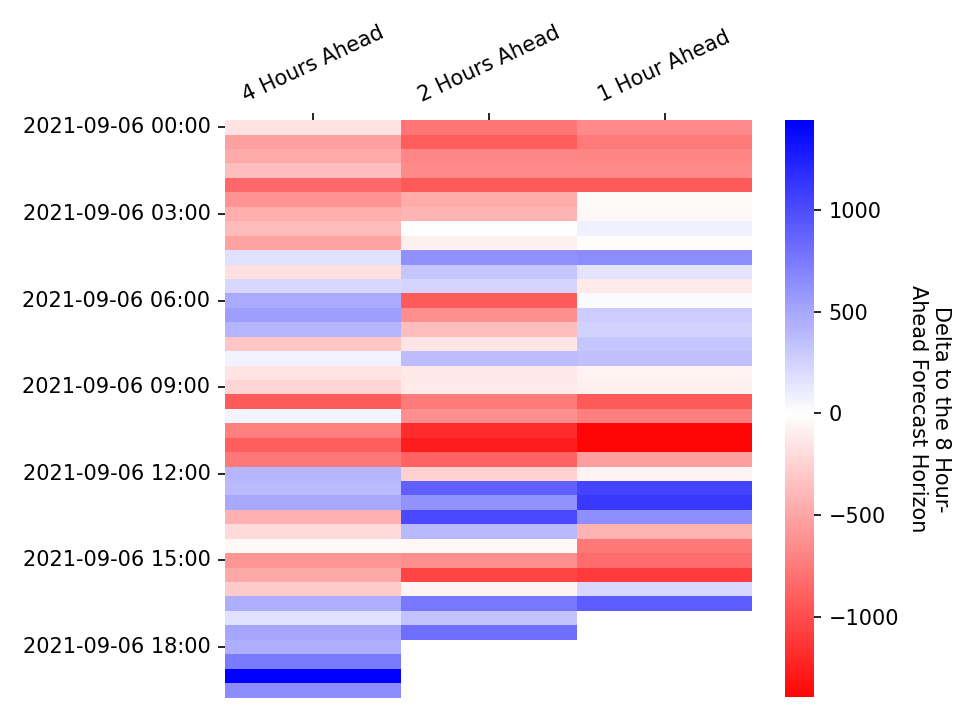 4 Hours Ahead
2 Hours Ahead
1 Hour Ahead
2021-09-06 00:00
2021-09-06 03:00
2021-09-06 06:00
2021-09-06 09:00
2021-09-06 12:00
2021-09-06 15:00
2021-09-06 18:00
1000
500
0
−500
−1000
Delta to the 8 Hour-
Ahead Forecast Horizon